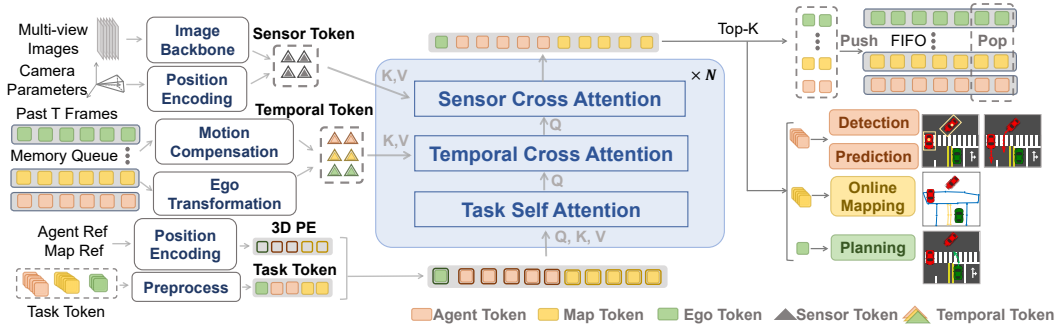 Multi-view
Images
Camera
Parameters
Image
Backbone
Position
Encoding
Sensor Token
Past T Frames
Memory Queue
Motion
Compensation
Ego
Transformation
Temporal Token
Agent Ref
Map Ref
Position
Encoding
3D PE
Task Token
Preprocess
Task Token
K,V
K,V
× N
Sensor Cross Attention
Q
Temporal Cross Attention
Q
Task Self Attention
Q, K, V
Top-K
Push
FIFO
Pop
Detection
Prediction
Online
Mapping
Planning
Agent Token
Map Token
Ego Token
Sensor Token
Temporal Token